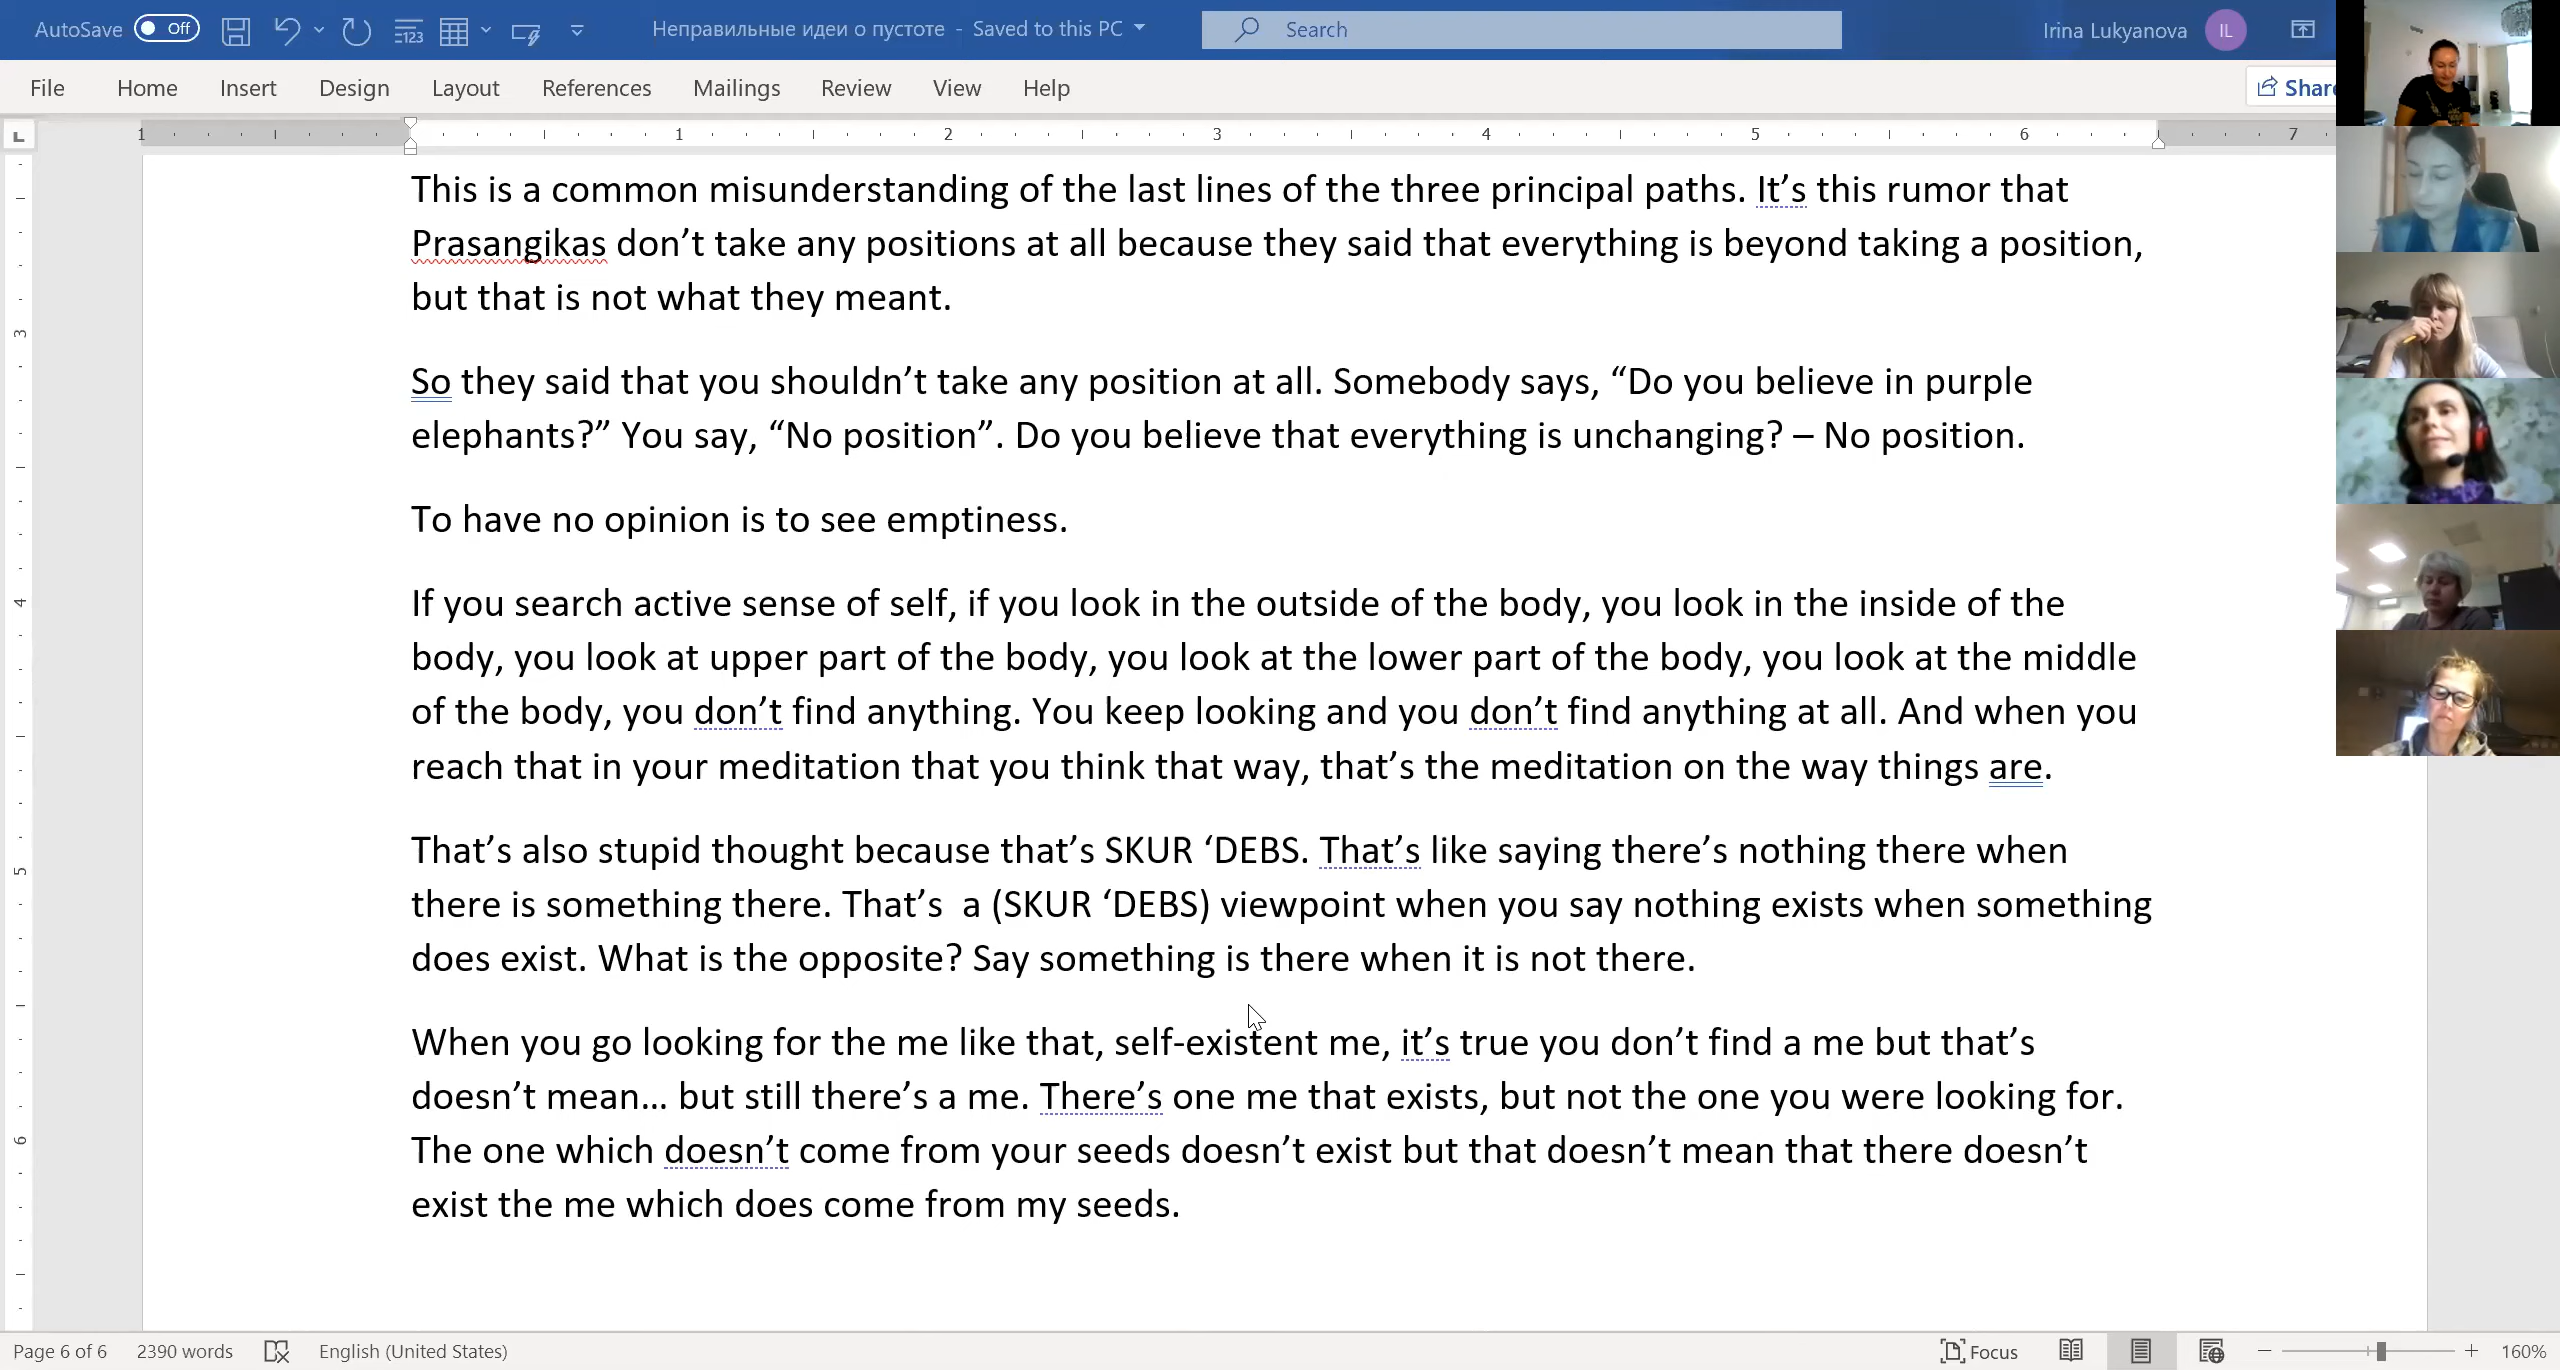 AutoSave Off Неправильные идеи о пустоте - Saved to this PC Search Irina Lukyanova IL
File Home Insert Design Layout References Mailings Review View Help Share
1 1 2 3 4 5 6 7
This is a common misunderstanding of the last lines of the three principal paths. It’s this rumor that
Prasangikas don’t take any positions at all because they said that everything is beyond taking a position,
but that is not what they meant.
So they said that you shouldn’t take any position at all. Somebody says, “Do you believe in purple
elephants?” You say, “No position”. Do you believe that everything is unchanging? – No position.
To have no opinion is to see emptiness.
If you search active sense of self, if you look in the outside of the body, you look in the inside of the
body, you look at upper part of the body, you look at the lower part of the body, you look at the middle
of the body, you don’t find anything. You keep looking and you don’t find anything at all. And when you
reach that in your meditation that you think that way, that’s the meditation on the way things are.
That’s also stupid thought because that’s SKUR ‘DEBS. That’s like saying there’s nothing there when
there is something there. That’s  a (SKUR ‘DEBS) viewpoint when you say nothing exists when something
does exist. What is the opposite? Say something is there when it is not there.
When you go looking for the me like that, self-existent me, it’s true you don’t find a me but that’s
doesn’t mean… but still there’s a me. There’s one me that exists, but not the one you were looking for.
The one which doesn’t come from your seeds doesn’t exist but that doesn’t mean that there doesn’t
exist the me which does come from my seeds.
3
4
5
6
Page 6 of 6 2390 words English (United States) Focus 160%